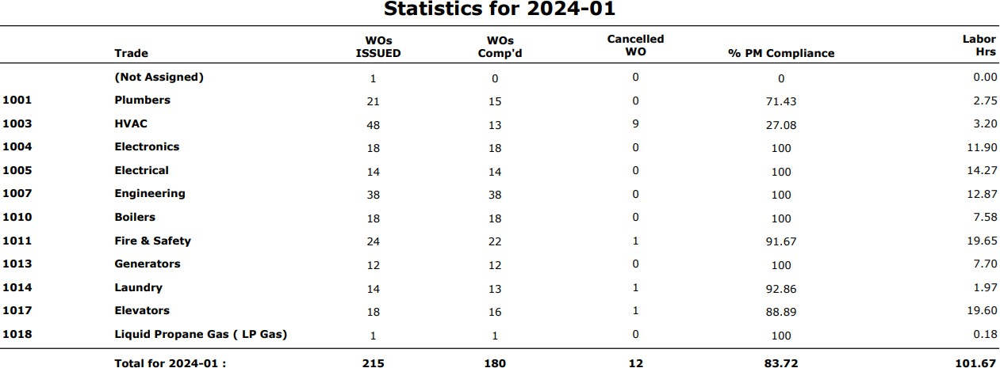 Statistics for 2024-01
Trade WOs ISSUED WOs Comp'd Cancelled WO % PM Compliance Labor Hrs
(Not Assigned) 1 0 0 0 0.00
1001 Plumbers 21 15 0 71.43 2.75
1003 HVAC 48 13 9 27.08 3.20
1004 Electronics 18 18 0 100 11.90
1005 Electrical 14 14 0 100 14.27
1007 Engineering 38 38 0 100 12.87
1010 Boilers 18 18 0 100 7.58
1011 Fire & Safety 24 22 1 91.67 19.65
1013 Generators 12 12 0 100 7.70
1014 Laundry 14 13 1 92.86 1.97
1017 Elevators 18 16 1 88.89 19.60
1018 Liquid Propane Gas ( LP Gas) 1 1 0 100 0.18
Total for 2024-01 : 215 180 12 83.72 101.67